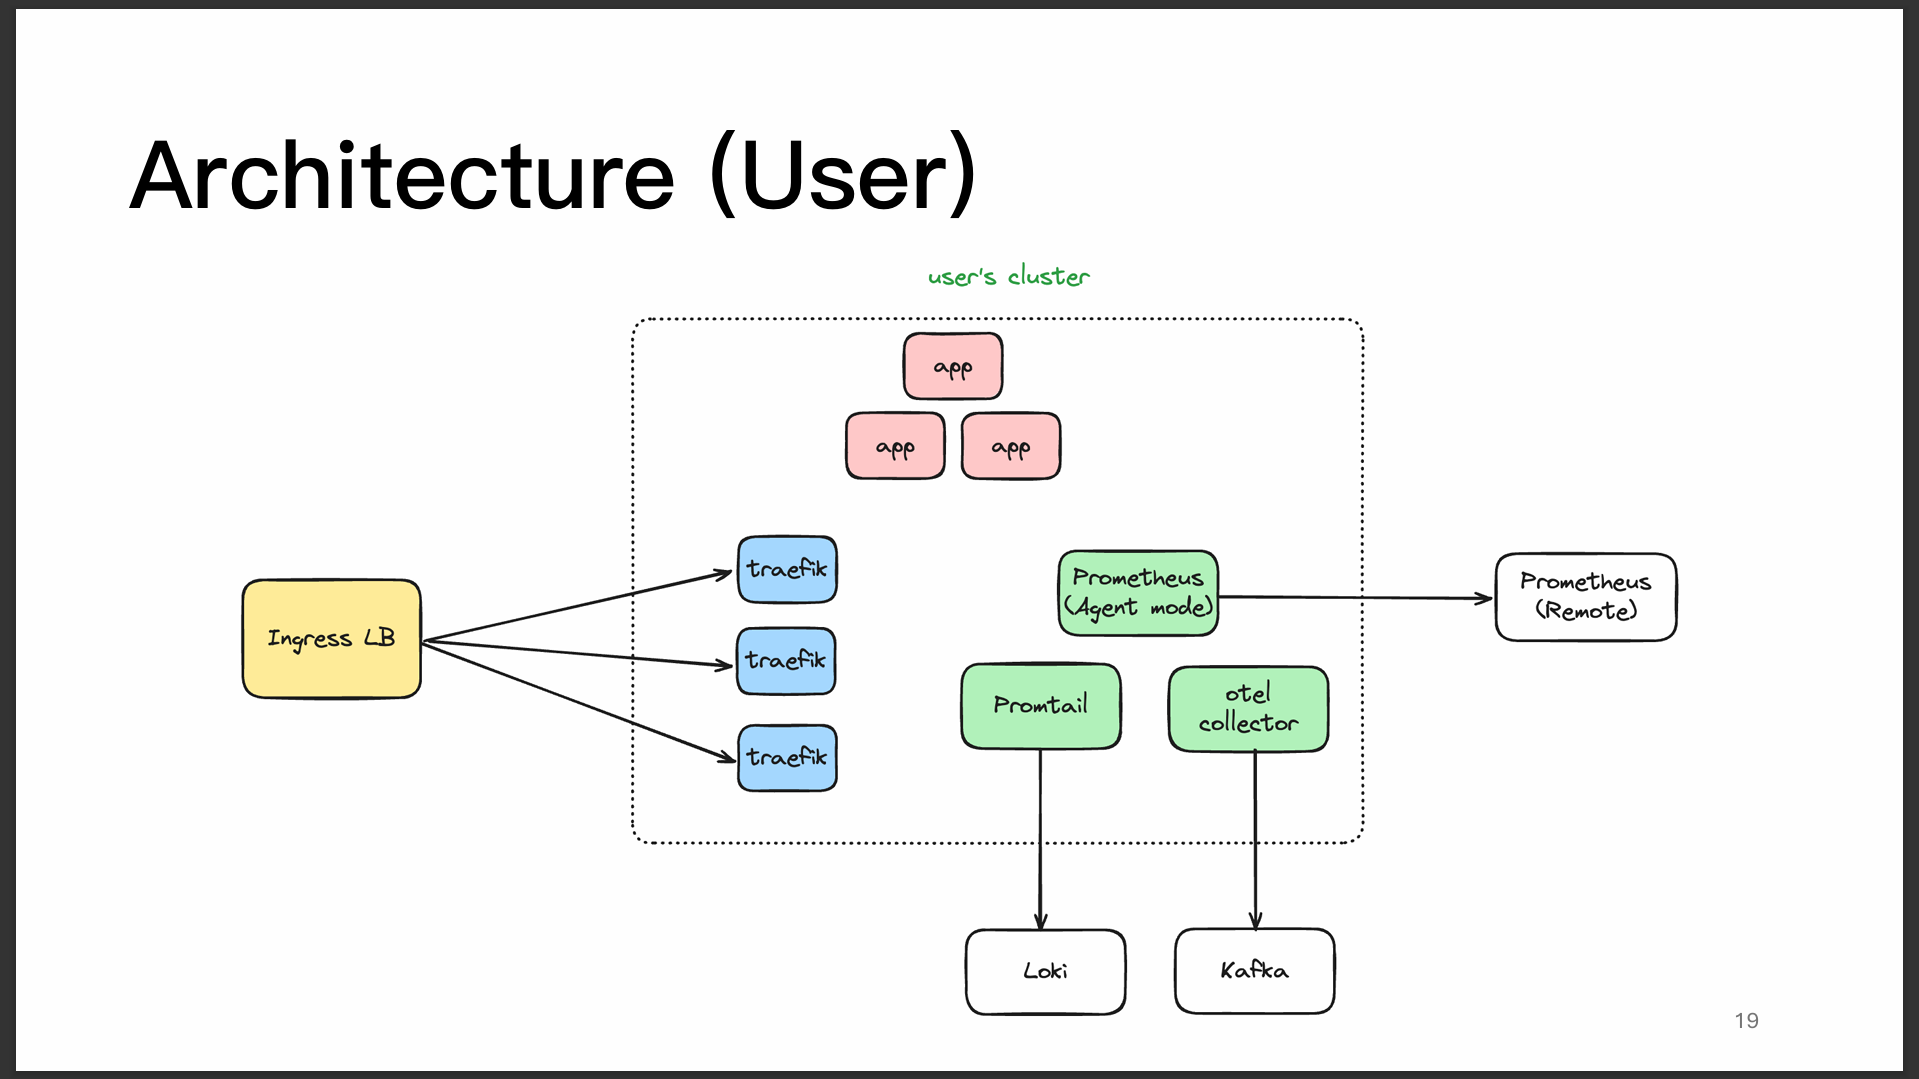 Architecture (User)
user's cluster
app
app
app
traefik
traefik
traefik
Ingress LB
Prometheus
(Agent mode)
Prometheus
(Remote)
Promtail
otel
collector
Loki
Kafka
19